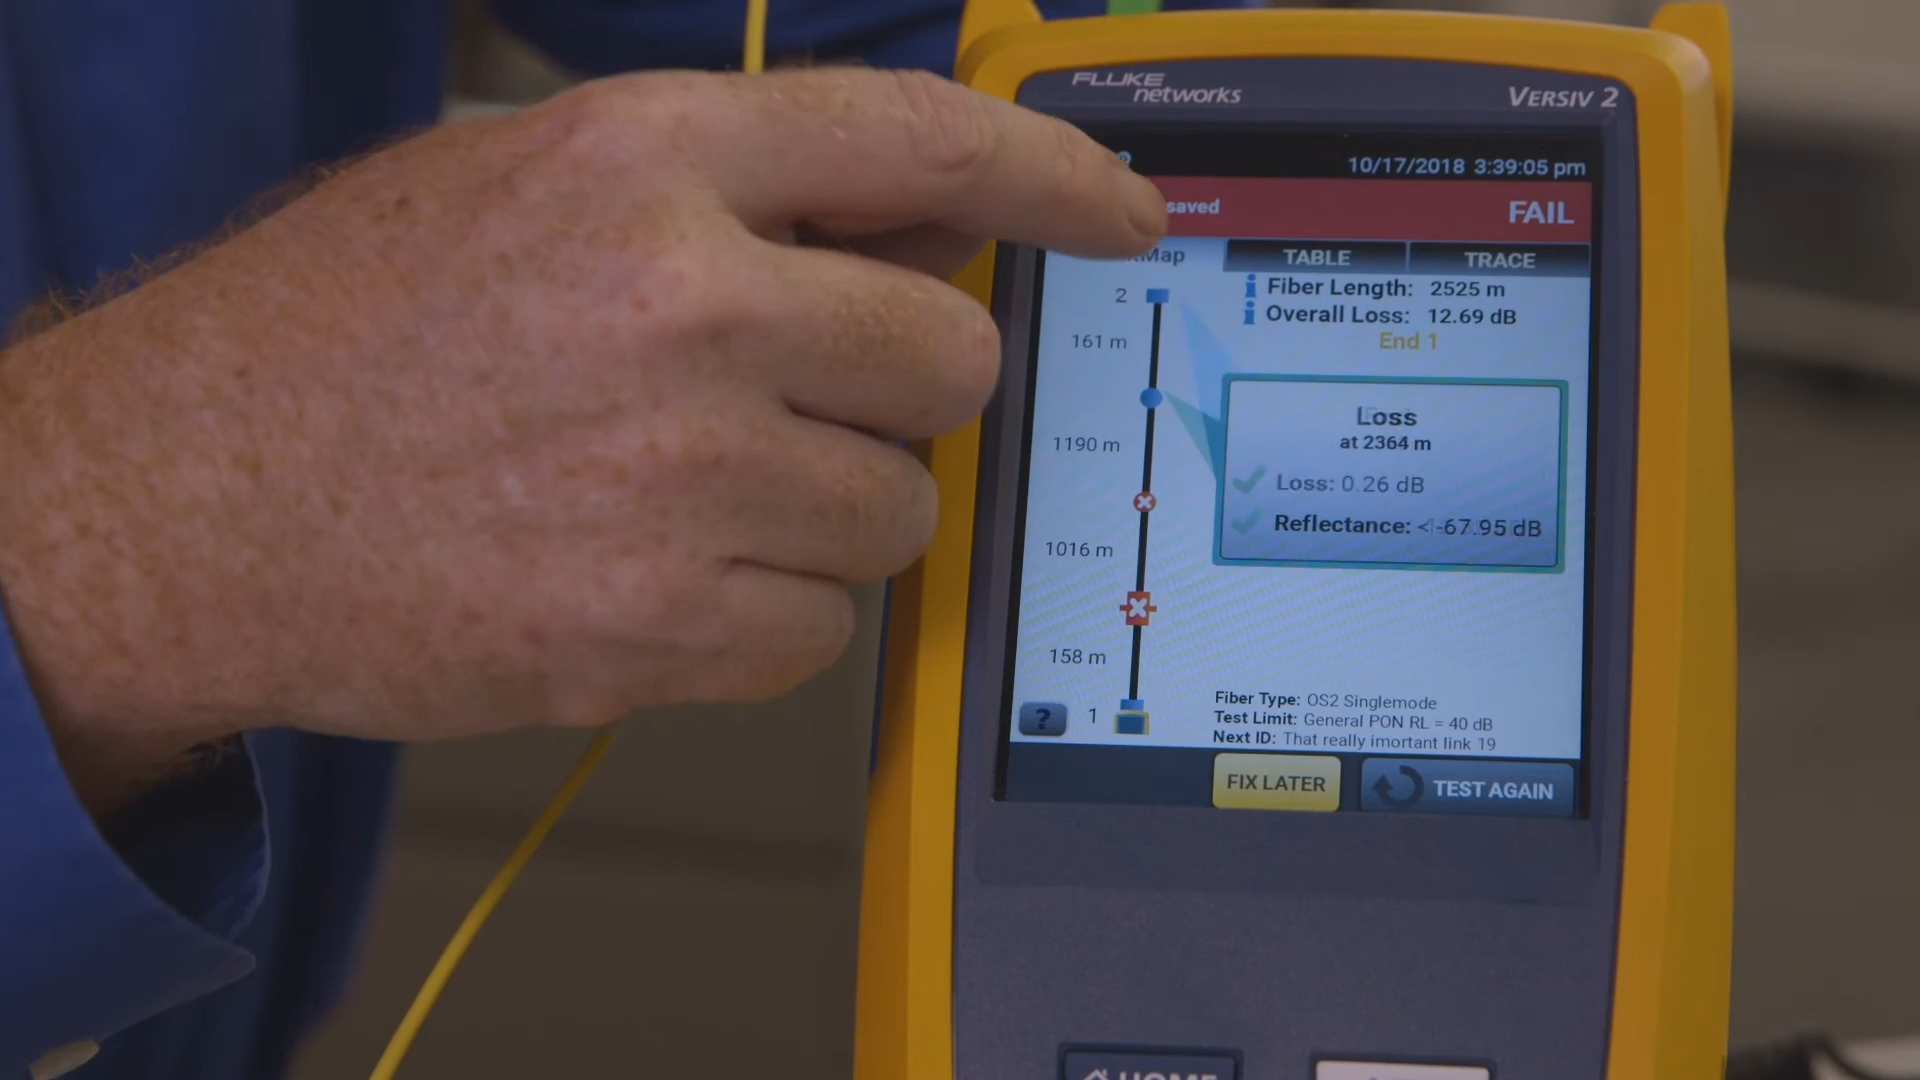 FLUKE
networks
VERSIV 2
10/17/2018 3:39:05 pm
saved
FAIL
TABLE
TRACE
2
Fiber Length: 2525 m
Overall Loss: 12.69 dB
End 1
161 m
Loss
at 2364 m
1190 m
Loss: 0.26 dB
Reflectance: < -67.95 dB
1016 m
158 m
Fiber Type: OS2 Singlemode
Test Limit: General PON RL = 40 dB
Next ID: That really imortant link 19
?
1
FIX LATER
TEST AGAIN
HOME